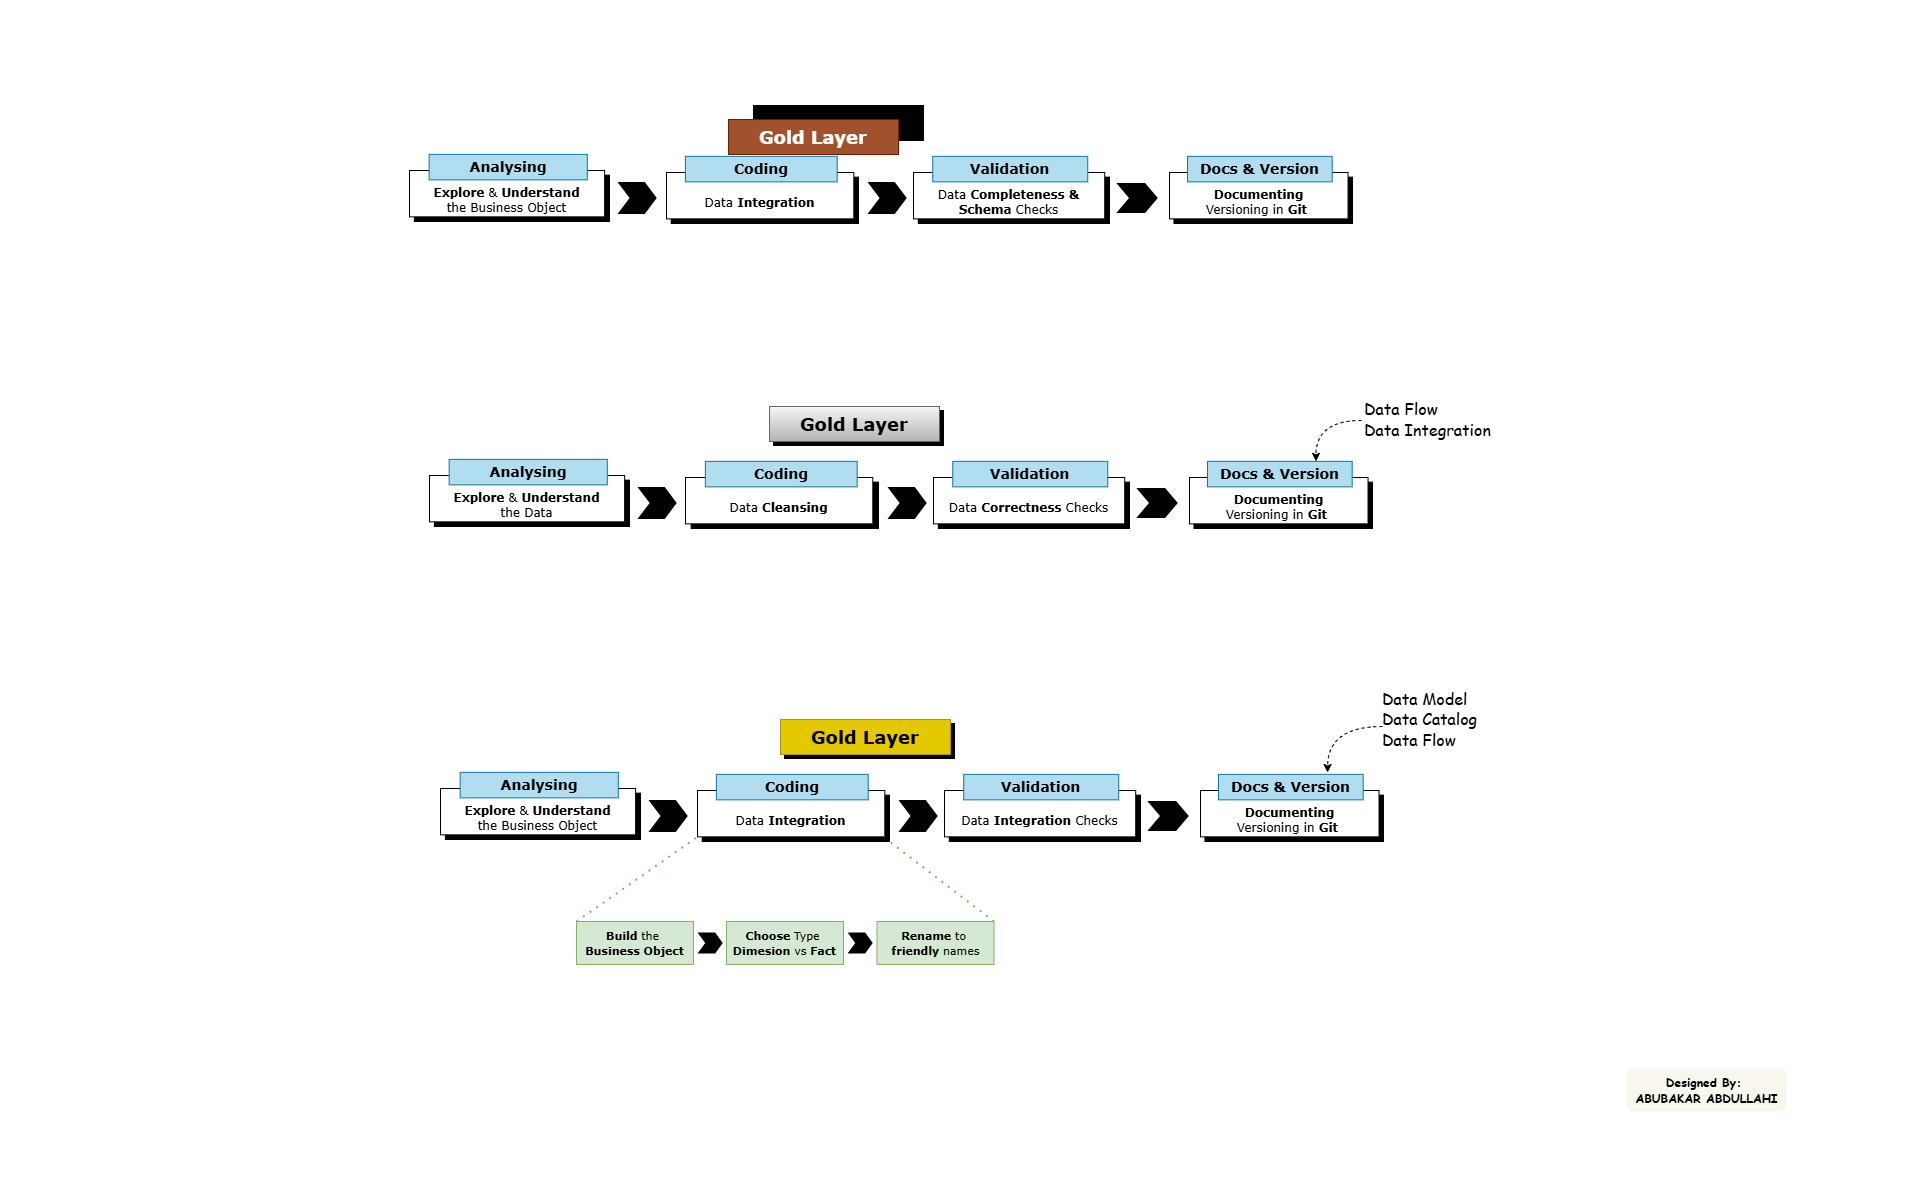 Gold Layer
Analysing
Explore & Understand
the Business Object
Coding
Data Integration
Validation
Data Completeness &
Schema Checks
Docs & Version
Documenting
Versioning in Git
Data Flow
Data Integration
Gold Layer
Analysing
Explore & Understand
the Data
Coding
Data Cleansing
Validation
Data Correctness Checks
Docs & Version
Documenting
Versioning in Git
Data Model
Data Catalog
Data Flow
Gold Layer
Analysing
Explore & Understand
the Business Object
Coding
Data Integration
Validation
Data Integration Checks
Docs & Version
Documenting
Versioning in Git
Build the
Business Object
Choose Type
Dimesion vs Fact
Rename to
friendly names
Designed By:
ABUBAKAR ABDULLAHI